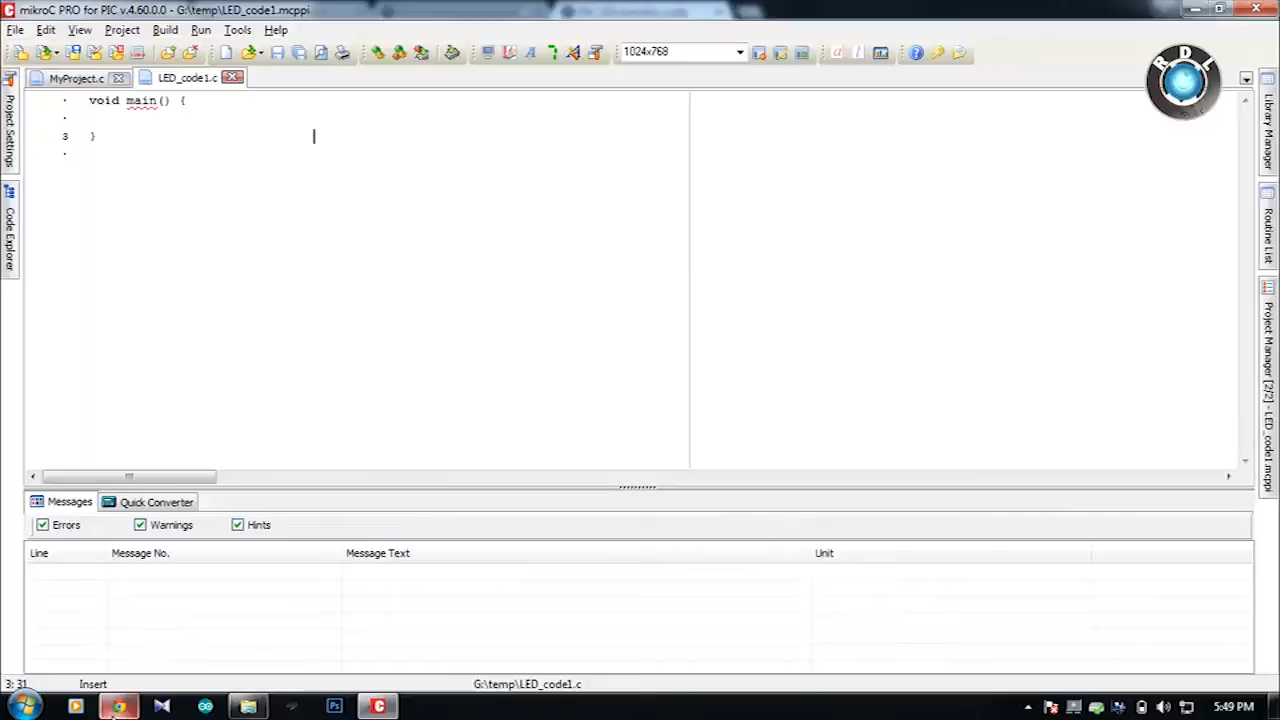 mikroC PRO for PIC v.4.60.0.0 - G:\temp\LED_code1.mcppi
File Edit View Project Build Run Tools Help
1024x768
RDL
MyProject.c LED_code1.c
void main() {
3 }
Project Settings
Code Explorer
Library Manager
Routine List
Project Manager [2/2] - LED_code1.mcppi
Messages Quick Converter
Errors Warnings Hints
Line Message No. Message Text Unit
3: 31 Insert G:\temp\LED_code1.c
5:49 PM